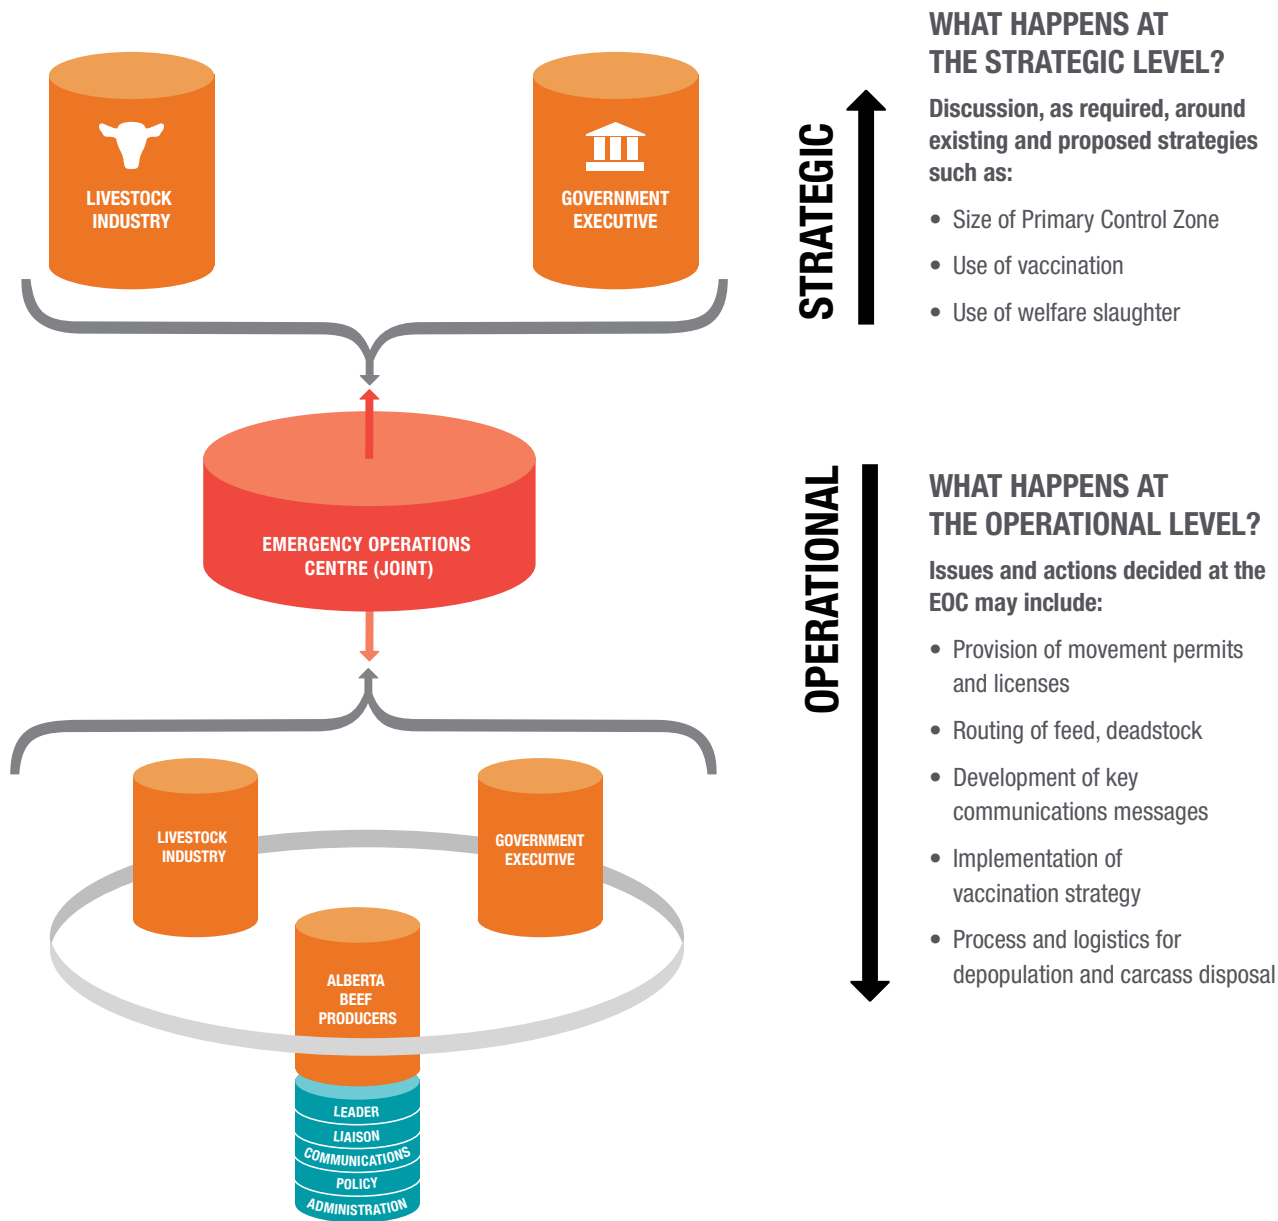 LIVESTOCK
INDUSTRY
GOVERNMENT
EXECUTIVE
STRATEGIC
WHAT HAPPENS AT
THE STRATEGIC LEVEL?
Discussion, as required, around
existing and proposed strategies
such as:
• Size of Primary Control Zone
• Use of vaccination
• Use of welfare slaughter
EMERGENCY OPERATIONS
CENTRE (JOINT)
OPERATIONAL
WHAT HAPPENS AT
THE OPERATIONAL LEVEL?
Issues and actions decided at the
EOC may include:
• Provision of movement permits
and licenses
• Routing of feed, deadstock
• Development of key
communications messages
• Implementation of
vaccination strategy
• Process and logistics for
depopulation and carcass disposal
LIVESTOCK
INDUSTRY
GOVERNMENT
EXECUTIVE
ALBERTA
BEEF
PRODUCERS
LEADER
LIAISON
COMMUNICATIONS
POLICY
ADMINISTRATION